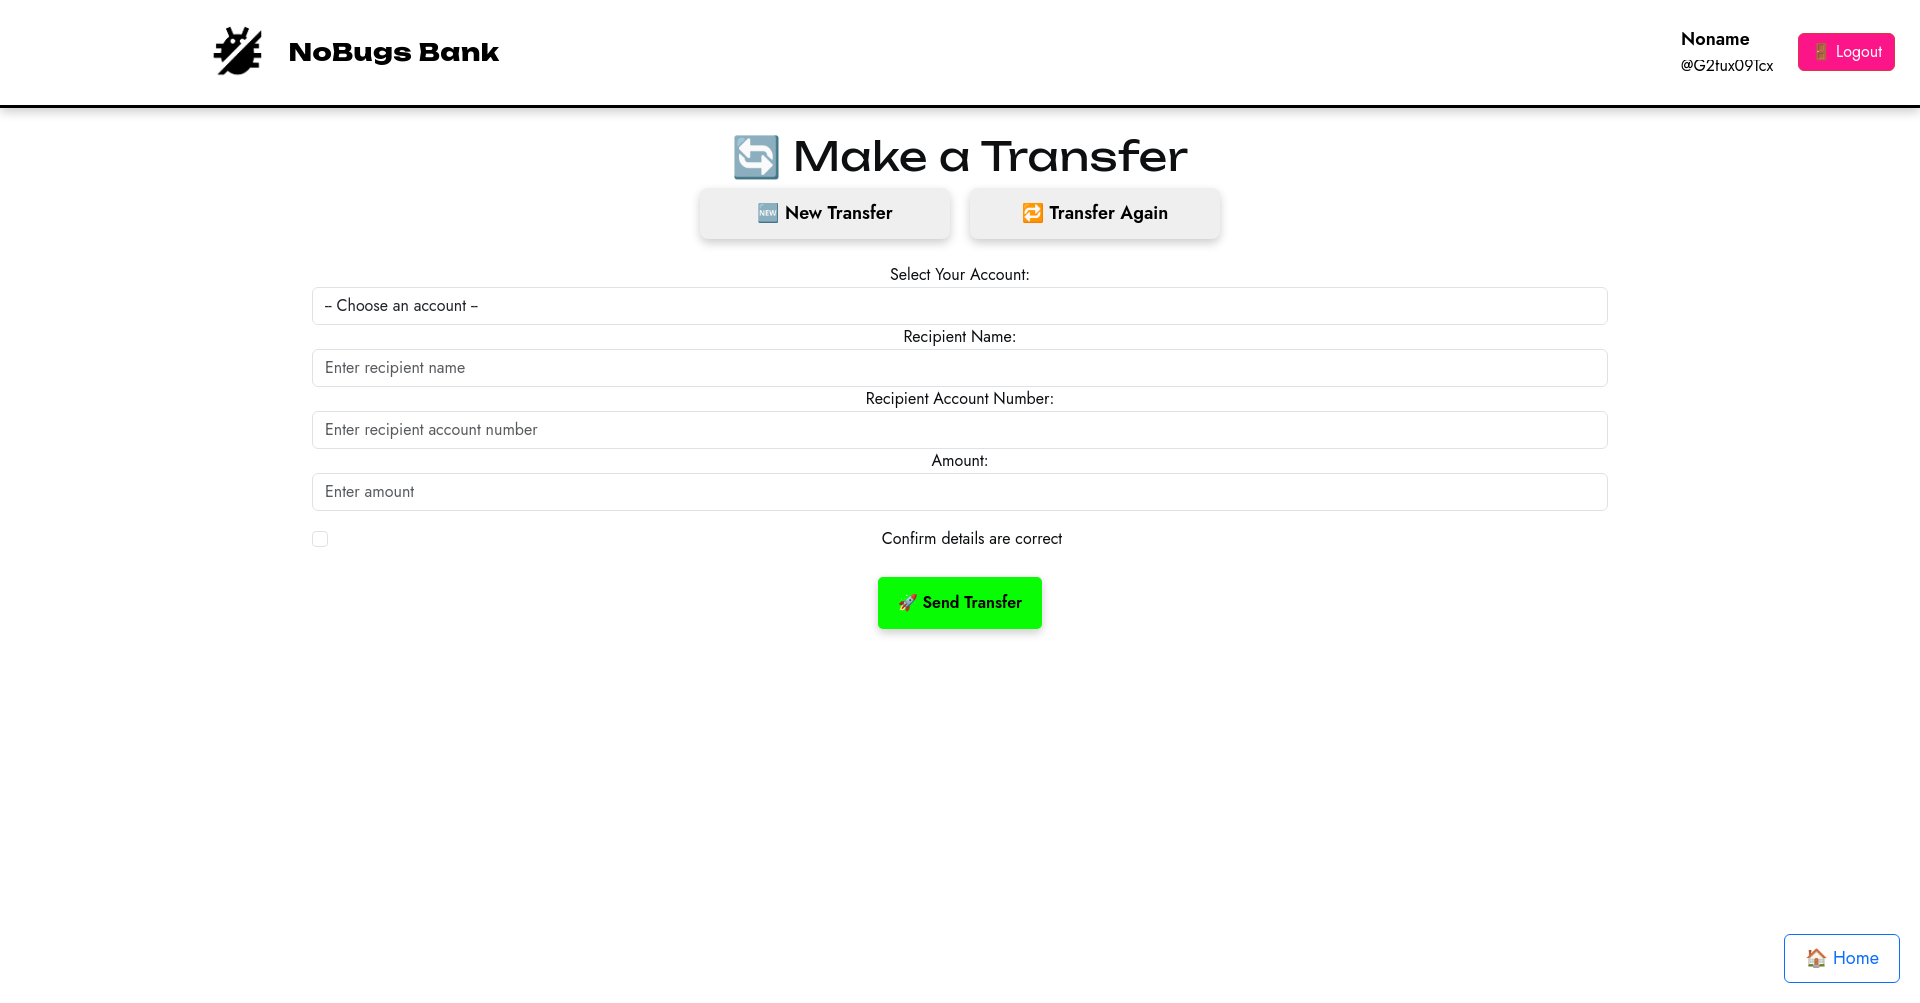 NoBugs Bank
Noname
@G2tux091cx
Logout
Make a Transfer
NEW New Transfer
Transfer Again
Select Your Account:
-- Choose an account --
Recipient Name:
Enter recipient name
Recipient Account Number:
Enter recipient account number
Amount:
Enter amount
Confirm details are correct
Send Transfer
Home